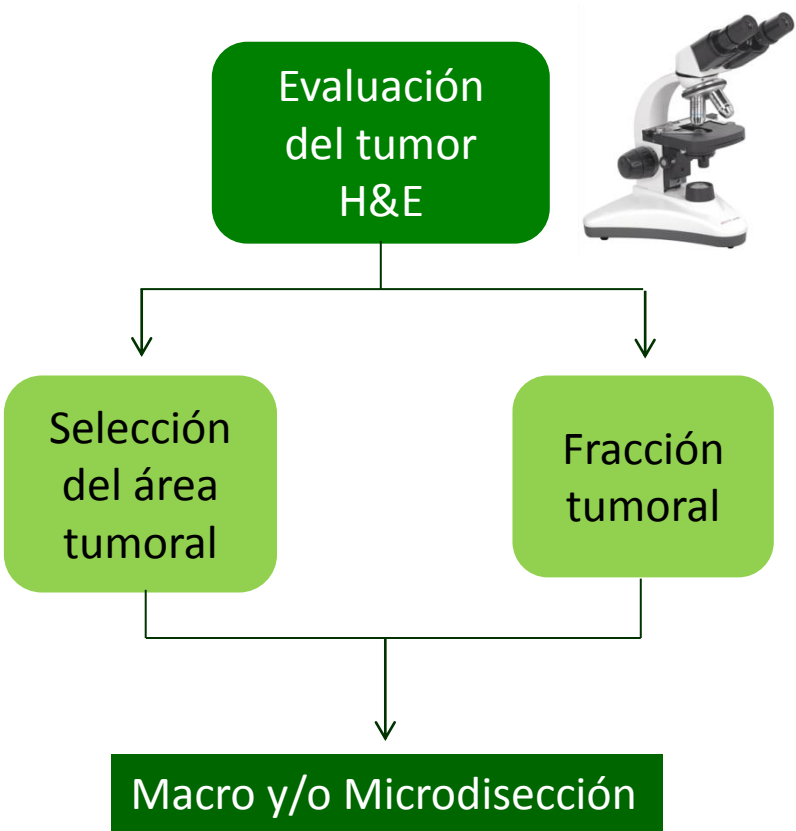 Evaluación
del tumor
H&E
Selección
del área
tumoral
Fracción
tumoral
Macro y/o Microdisección